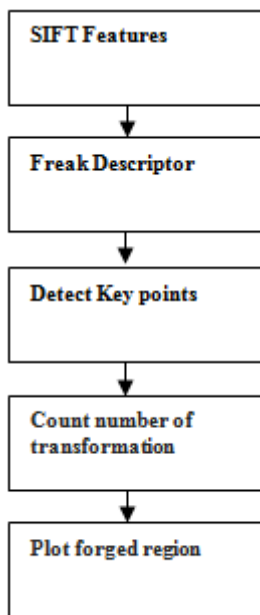 SIFT Features
Freak Descriptor
Detect Key points
Count number of
transformation
Plot forged region